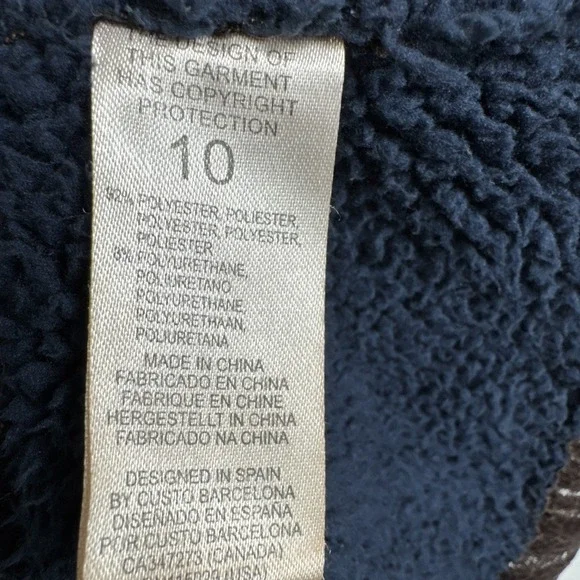 THE DESIGN OF
THIS GARMENT
HAS COPYRIGHT
PROTECTION
10
92% POLYESTER, POLIESTER,
POLYESTER, POLYESTER,
POLIESTER
8% POLYURETHANE,
POLIURETANO
POLYURETHANE
POLYURETHAAN,
POLIURETANA
MADE IN CHINA
FABRICADO EN CHINA
FABRIQUE EN CHINE
HERGESTELLT IN CHINA
FABRICADO NA CHINA
DESIGNED IN SPAIN
BY CUSTO BARCELONA
DISEÑADO EN ESPAÑA
POR CUSTO BARCELONA
CA347273 (CANADA)
(USA)